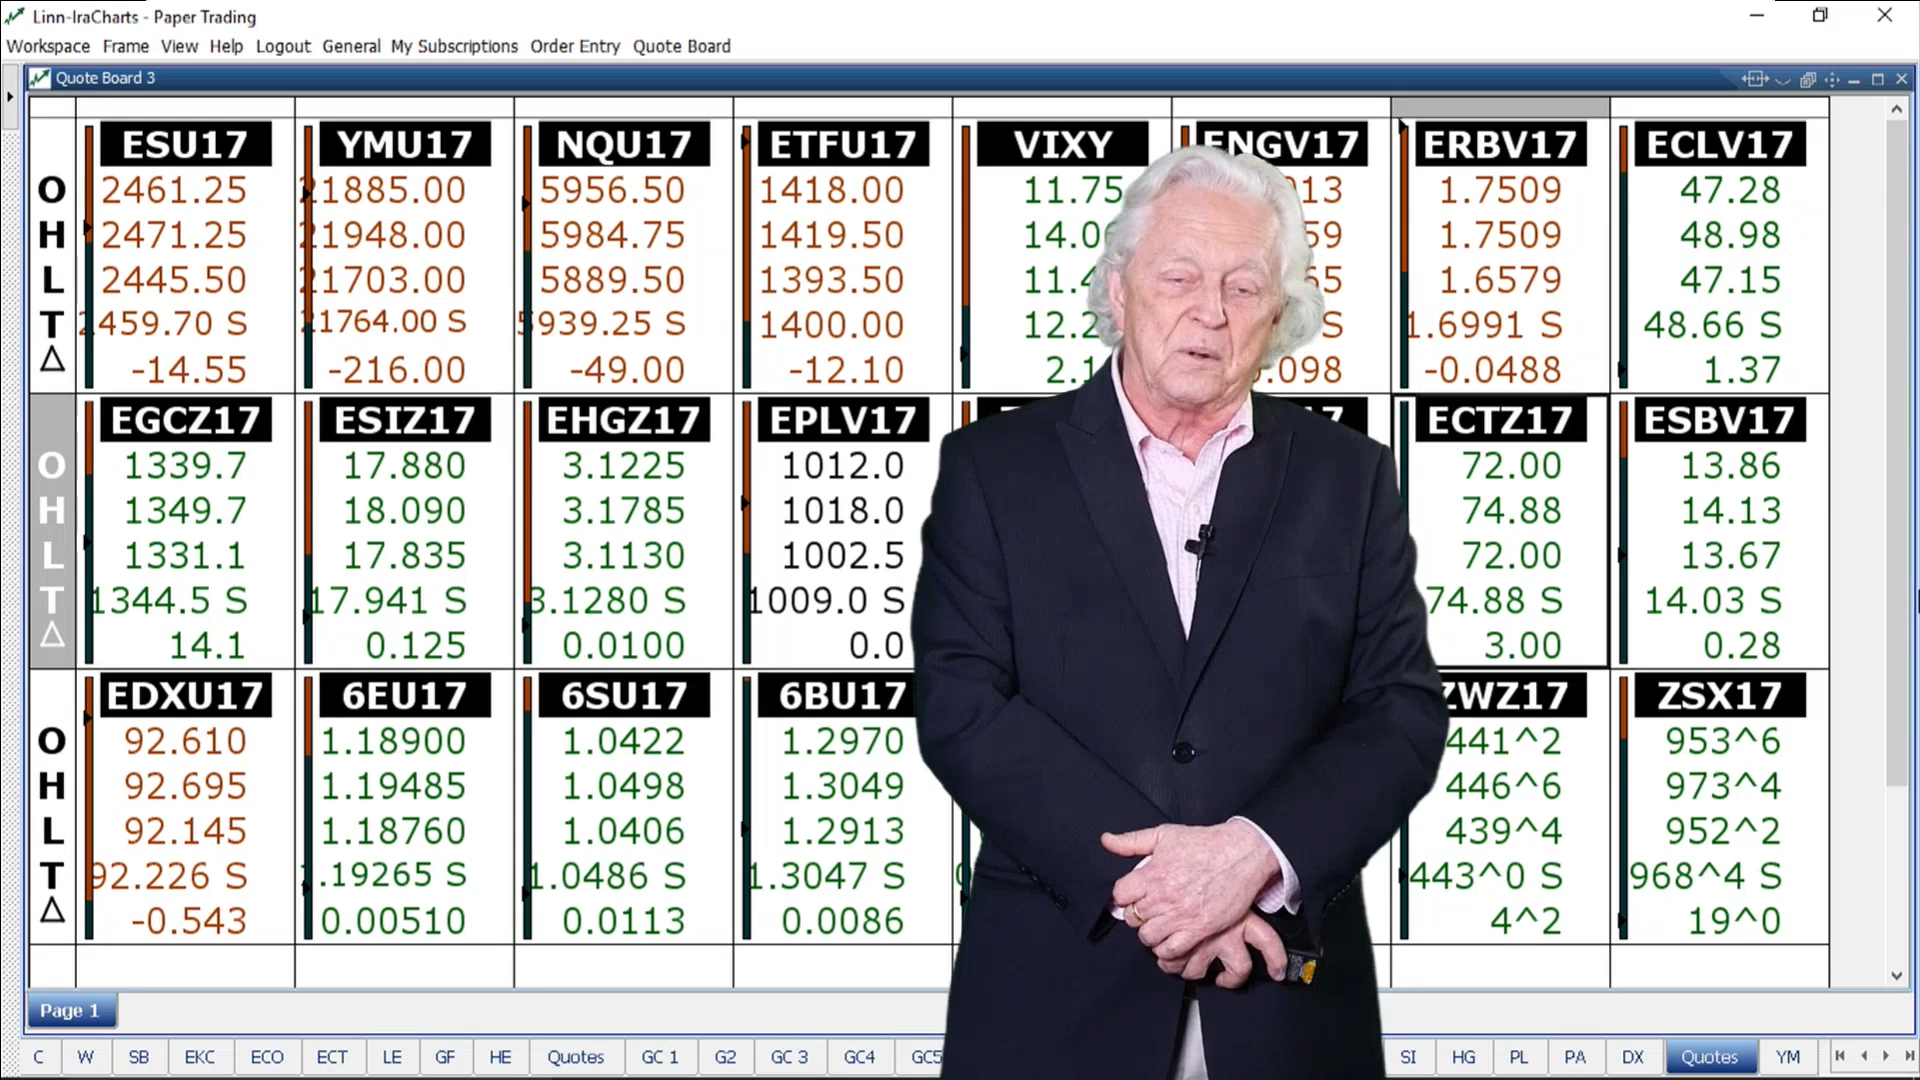 Linn-IraCharts - Paper Trading
Workspace Frame View Help Logout General My Subscriptions Order Entry Quote Board
Quote Board 3
ESU17 YMU17 NQU17 ETFU17 VIXY ENGV17 ERBV17 ECLV17
O 2461.25 21885.00 5956.50 1418.00 11.75 1.7509 47.28
H 2471.25 21948.00 5984.75 1419.50 1.7509 48.98
L 2445.50 21703.00 5889.50 1393.50 1.6579 47.15
T 2459.70 S 21764.00 S 5939.25 S 1400.00 S 1.6991 S 48.66 S
Δ -14.55 -216.00 -49.00 -12.10 -0.0488 1.37
EGCZ17 ESIZ17 EHGZ17 EPLV17 ECTZ17 ESBV17
O 1339.7 17.880 3.1225 1012.0 72.00 13.86
H 1349.7 18.090 3.1785 1018.0 74.88 14.13
L 1331.1 17.835 3.1130 1002.5 72.00 13.67
T 1344.5 S 17.941 S 3.1280 S 1009.0 S 74.88 S 14.03 S
Δ 14.1 0.125 0.0100 0.0 3.00 0.28
EDXU17 6EU17 6SU17 6BU17 ZWZ17 ZSX17
O 92.610 1.18900 1.0422 1.2970 441^2 953^6
H 92.695 1.19485 1.0498 1.3049 446^6 973^4
L 92.145 1.18760 1.0406 1.2913 439^4 952^2
T 92.226 S .19265 S 1.0486 S 1.3047 S 443^0 S 968^4 S
Δ -0.543 0.00510 0.0113 0.0086 4^2 19^0
Page 1
C W SB EKC ECO ECT LE GF HE Quotes GC 1 G2 GC 3 GC4 GC5 SI HG PL PA DX Quotes YM